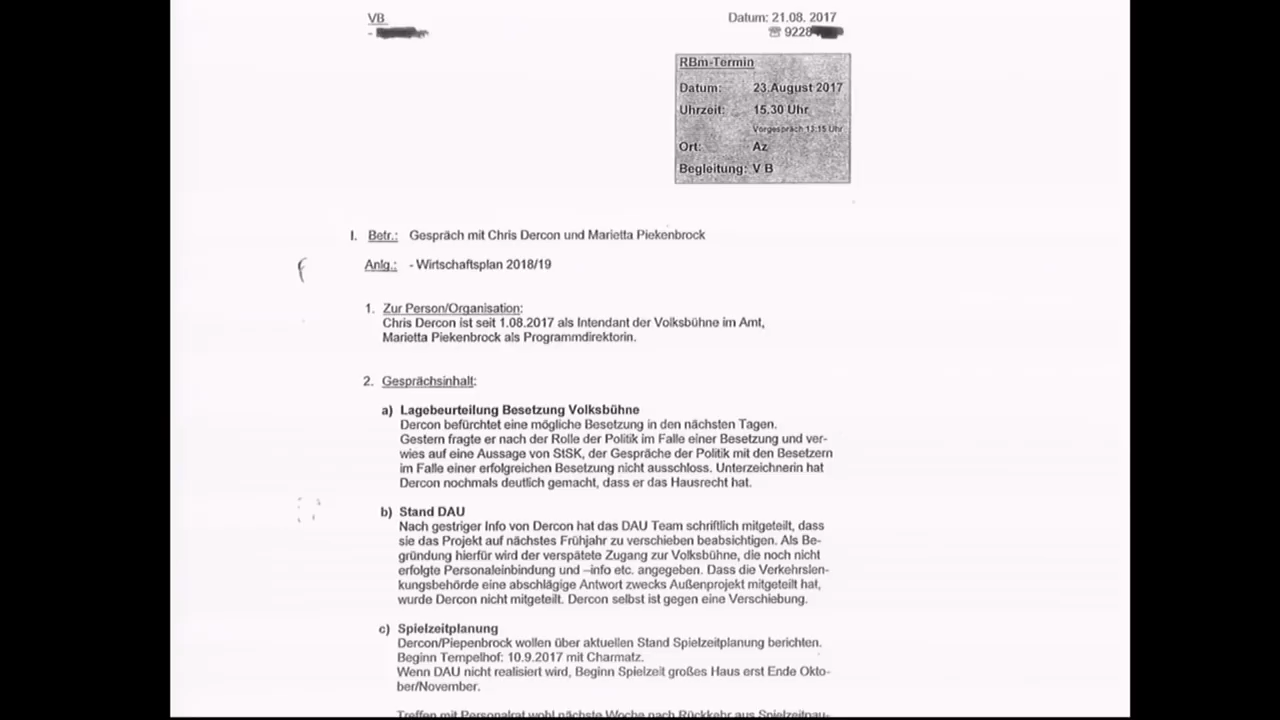 VB
Datum: 21.08. 2017
-
☏ 9228
RBm-Termin
Datum: 23.August 2017
Uhrzeit: 15.30 Uhr
Vorgespräch 13:15 Uhr
Ort: Az
Begleitung: V B
I. Betr.: Gespräch mit Chris Dercon und Marietta Piekenbrock
Anlg.: - Wirtschaftsplan 2018/19
1. Zur Person/Organisation:
Chris Dercon ist seit 1.08.2017 als Intendant der Volksbühne im Amt,
Marietta Piekenbrock als Programmdirektorin.
2. Gesprächsinhalt:
a) Lagebeurteilung Besetzung Volksbühne
Dercon befürchtet eine mögliche Besetzung in den nächsten Tagen.
Gestern fragte er nach der Rolle der Politik im Falle einer Besetzung und ver-
wies auf eine Aussage von StSK, der Gespräche der Politik mit den Besetzern
im Falle einer erfolgreichen Besetzung nicht ausschloss. Unterzeichnerin hat
Dercon nochmals deutlich gemacht, dass er das Hausrecht hat.
b) Stand DAU
Nach gestriger Info von Dercon hat das DAU Team schriftlich mitgeteilt, dass
sie das Projekt auf nächstes Frühjahr zu verschieben beabsichtigen. Als Be-
gründung hierfür wird der verspätete Zugang zur Volksbühne, die noch nicht
erfolgte Personaleinbindung und –info etc. angegeben. Dass die Verkehrslen-
kungsbehörde eine abschlägige Antwort zwecks Außenprojekt mitgeteilt hat,
wurde Dercon nicht mitgeteilt. Dercon selbst ist gegen eine Verschiebung.
c) Spielzeitplanung
Dercon/Piepenbrock wollen über aktuellen Stand Spielzeitplanung berichten.
Beginn Tempelhof: 10.9.2017 mit Charmatz.
Wenn DAU nicht realisiert wird, Beginn Spielzeit großes Haus erst Ende Okto-
ber/November.
Treffen mit Personalrat wohl nächste Woche nach Rückkehr aus Spielzeitpau-